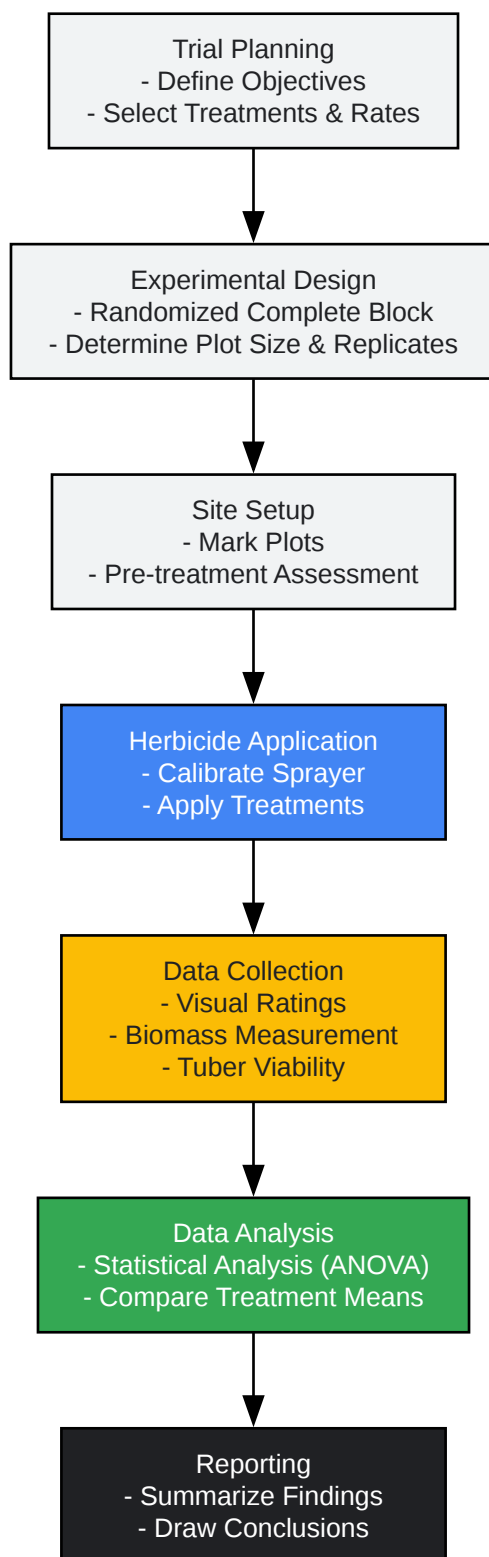 Trial Planning
- Define Objectives
- Select Treatments & Rates
Experimental Design
- Randomized Complete Block
- Determine Plot Size & Replicates
Site Setup
- Mark Plots
- Pre-treatment Assessment
Herbicide Application
- Calibrate Sprayer
- Apply Treatments
Data Collection
- Visual Ratings
- Biomass Measurement
- Tuber Viability
Data Analysis
- Statistical Analysis (ANOVA)
- Compare Treatment Means
Reporting
- Summarize Findings
- Draw Conclusions